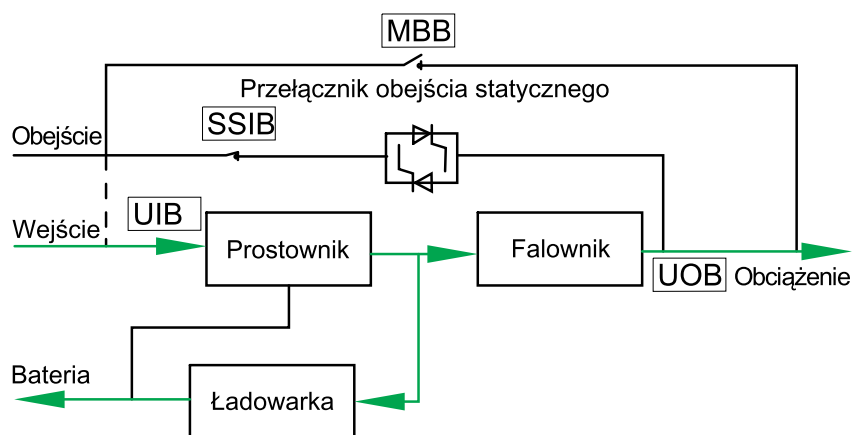 MBB
Przełącznik obejścia statycznego
Obejście
SSIB
Wejście
UIB
Prostownik
Falownik
UOB
Obciążenie
Bateria
Ładowarka